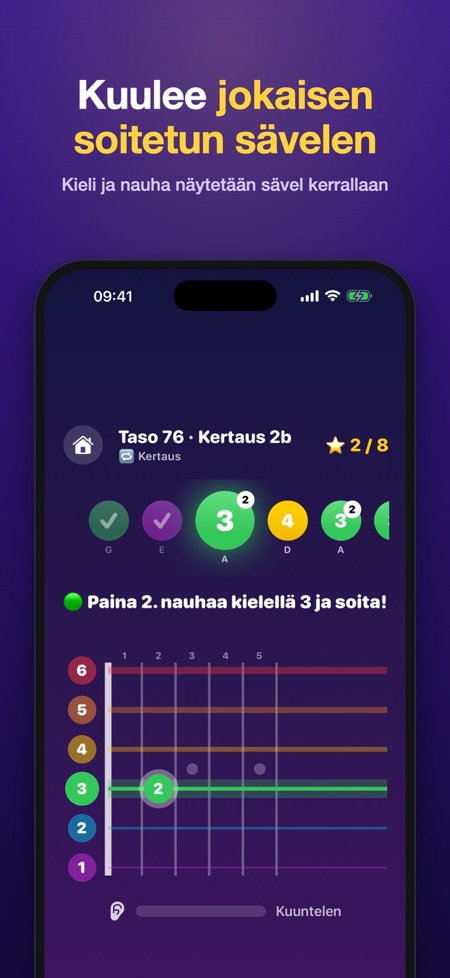 Kuulee jokaisen
soitetun sävelen
Kieli ja nauha näytetään sävel kerrallaan
09:41
Taso 76 · Kertaus 2b
Kertaus
2 / 8
3 2 4 3 2
G E A D A
Paina 2. nauhaa kielellä 3 ja soita!
1 2 3 4 5
6
5
4
3 2
2
1
Kuuntelen